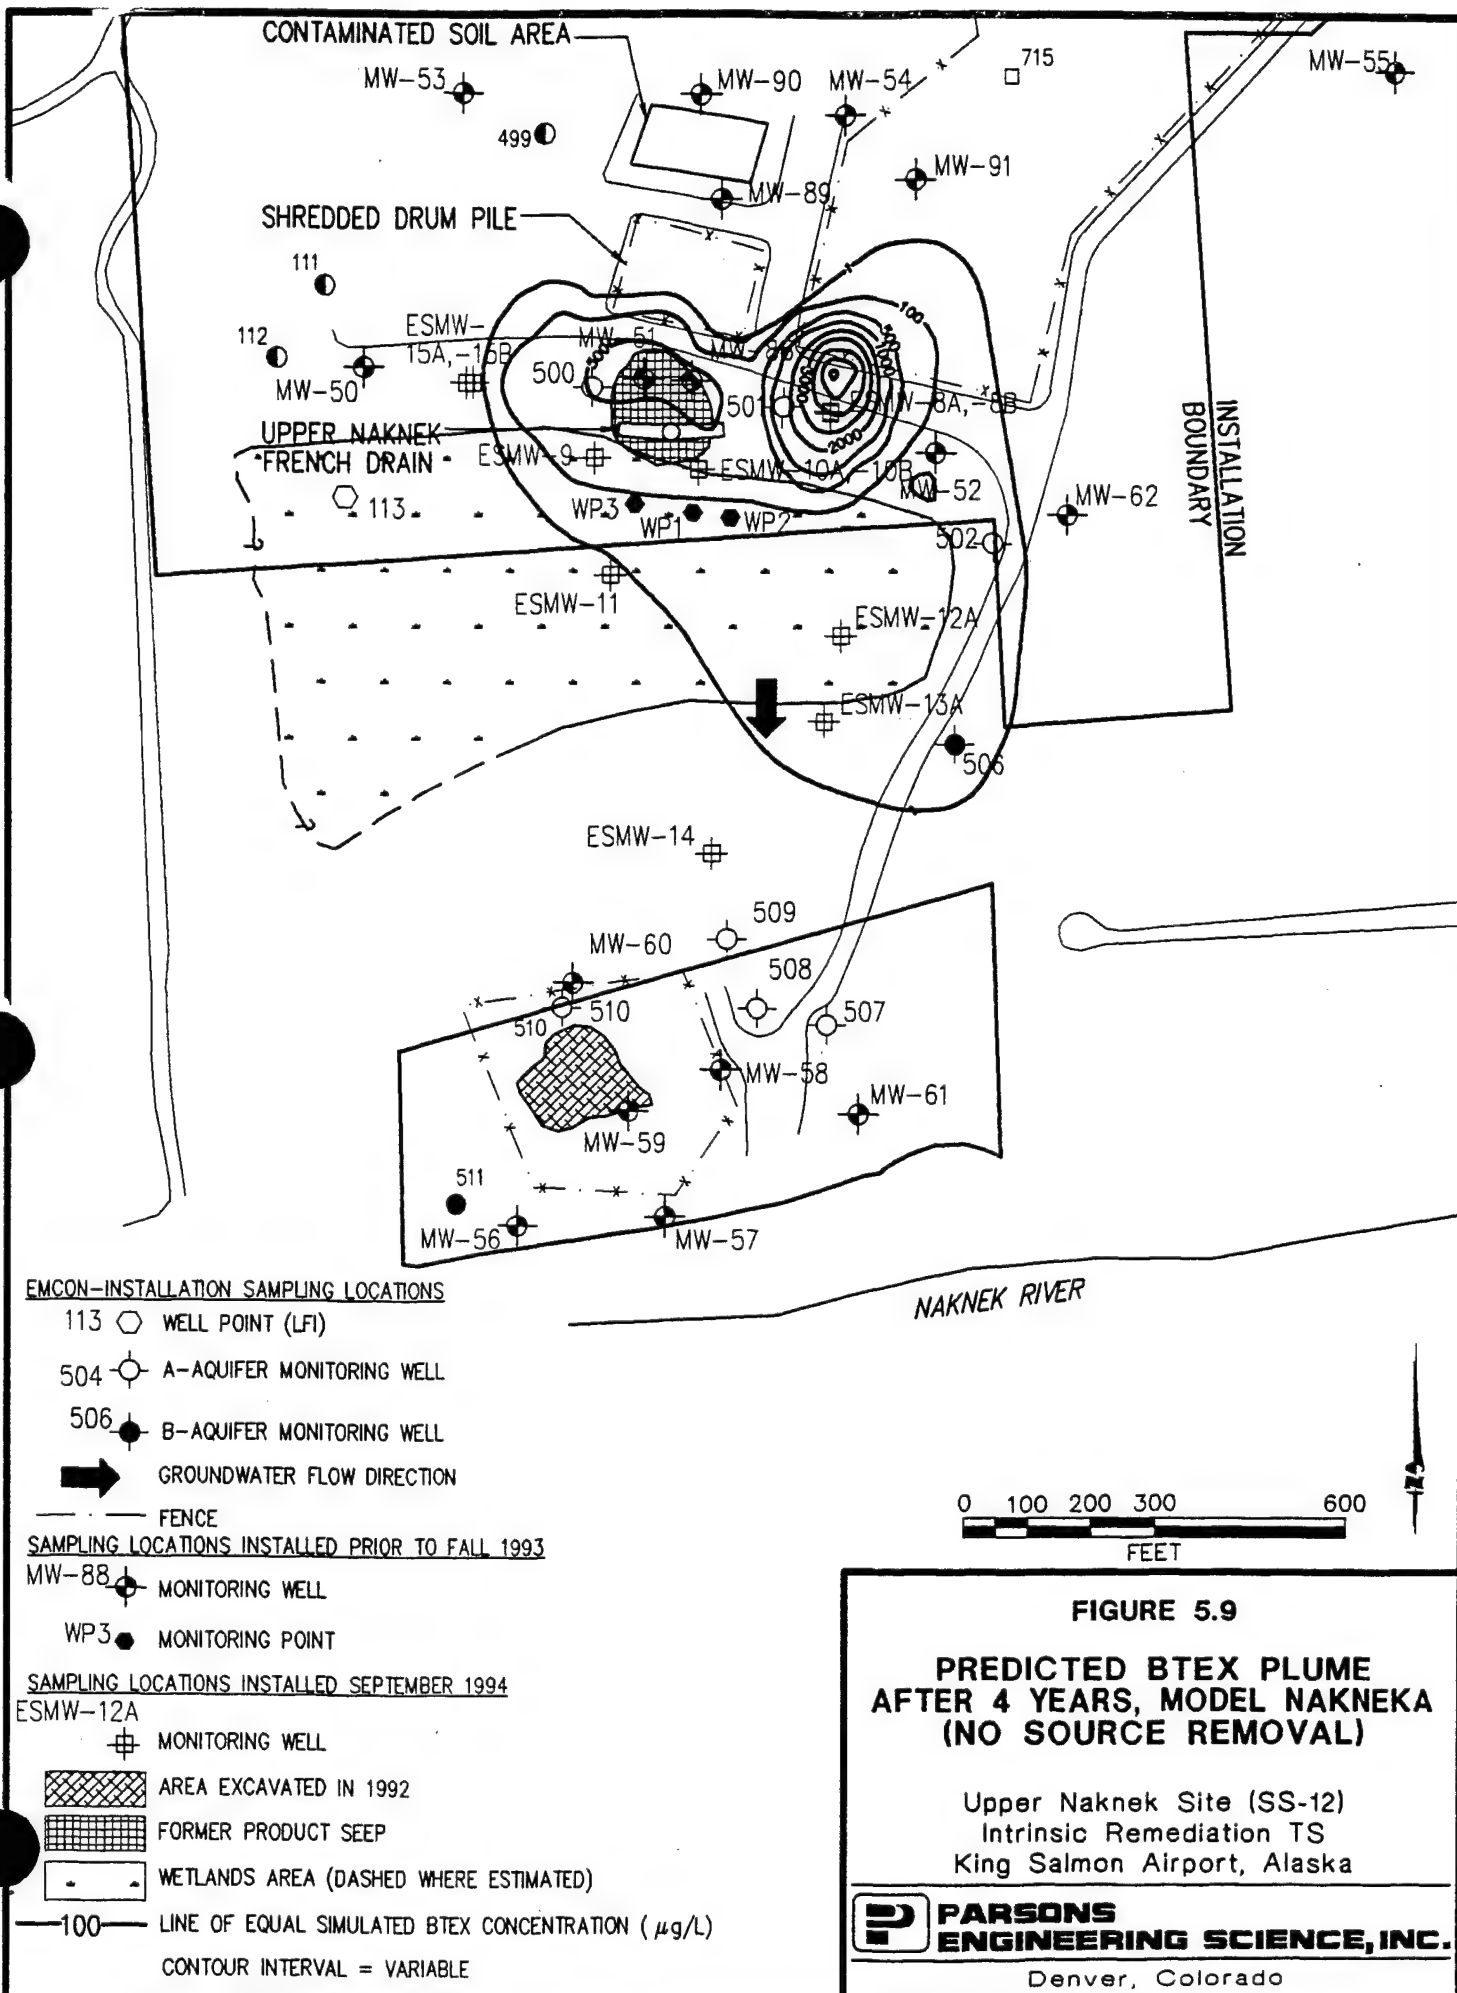 CONTAMINATED SOIL AREA
MW-53
MW-90
MW-54
715
MW-55
499
MW-91
MW-89
SHREDDED DRUM PILE
111
1
100
112
ESMW-
15A,-15B
MW-50
500
501
ESMW-8A,-8B
2000
INSTALLATION
BOUNDARY
UPPER NAKNEK
FRENCH DRAIN
ESMW-9
ESMW-10A,-10B
MW-52
MW-62
113
WP3
WP1
WP2
502
ESMW-11
ESMW-12A
ESMW-13A
506
ESMW-14
509
MW-60
508
510
510
507
MW-58
MW-61
MW-59
511
MW-56
MW-57
NAKNEK RIVER
EMCON-INSTALLATION SAMPLING LOCATIONS
113 WELL POINT (LFI)
504 A-AQUIFER MONITORING WELL
506 B-AQUIFER MONITORING WELL
GROUNDWATER FLOW DIRECTION
FENCE
SAMPLING LOCATIONS INSTALLED PRIOR TO FALL 1993
MW-88 MONITORING WELL
WP3 MONITORING POINT
SAMPLING LOCATIONS INSTALLED SEPTEMBER 1994
ESMW-12A
MONITORING WELL
AREA EXCAVATED IN 1992
FORMER PRODUCT SEEP
WETLANDS AREA (DASHED WHERE ESTIMATED)
100 LINE OF EQUAL SIMULATED BTEX CONCENTRATION (µg/L)
CONTOUR INTERVAL = VARIABLE
0 100 200 300 600
FEET
N
FIGURE 5.9
PREDICTED BTEX PLUME
AFTER 4 YEARS, MODEL NAKNEKA
(NO SOURCE REMOVAL)
Upper Naknek Site (SS-12)
Intrinsic Remediation TS
King Salmon Airport, Alaska
PARSONS
ENGINEERING SCIENCE, INC.
Denver, Colorado